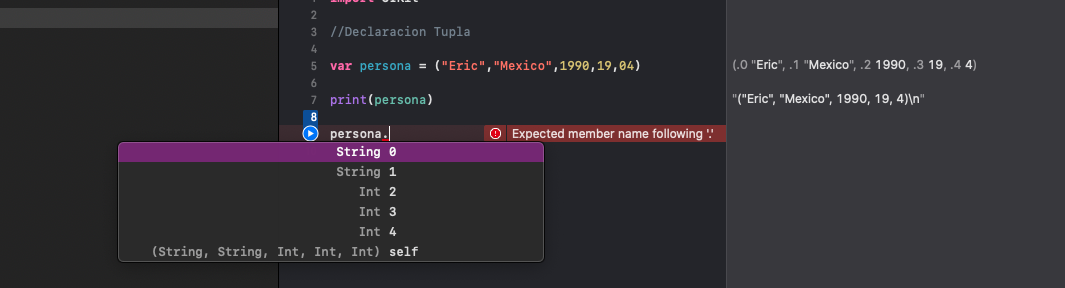 import UIKit
2
3 //Declaracion Tupla
4
5 var persona = ("Eric","Mexico",1990,19,04)
(.0 "Eric", .1 "Mexico", .2 1990, .3 19, .4 4)
6
7 print(persona)
"("Eric", "Mexico", 1990, 19, 4)\n"
8
persona.
Expected member name following '.'
String 0
String 1
Int 2
Int 3
Int 4
(String, String, Int, Int, Int) self